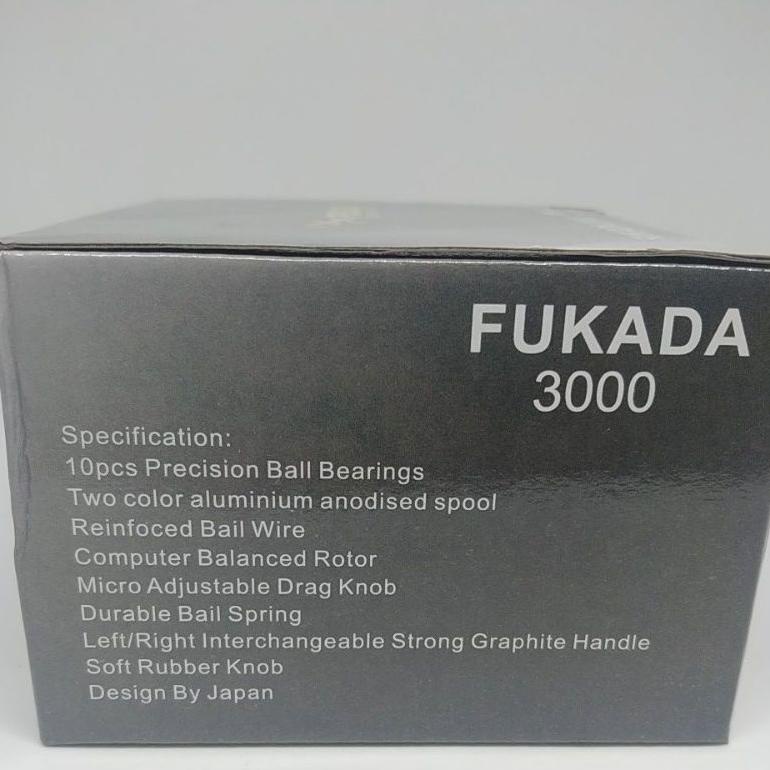 FUKADA
3000
Specification:
10pcs Precision Ball Bearings
Two color aluminium anodised spool
Reinfoced Bail Wire
Computer Balanced Rotor
Micro Adjustable Drag Knob
Durable Bail Spring
Left/Right Interchangeable Strong Graphite Handle
Soft Rubber Knob
Design By Japan